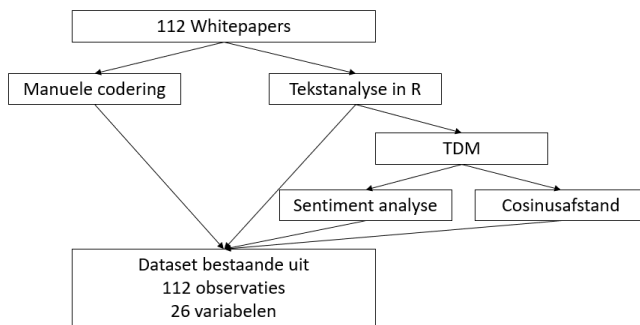 112 Whitepapers
Manuele codering
Tekstanalyse in R
TDM
Sentiment analyse
Cosinusafstand
Dataset bestaande uit
112 observaties
26 variabelen